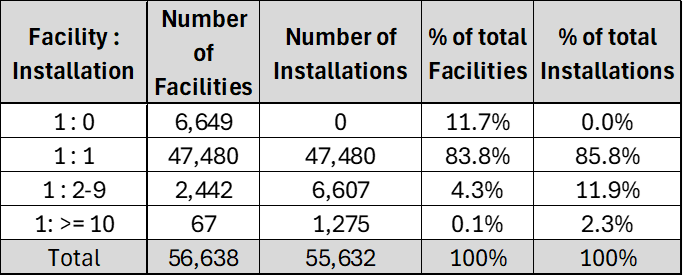 Facility : Installation Number of Facilities Number of Installations % of total Facilities % of total Installations
1 : 0 6,649 0 11.7% 0.0%
1 : 1 47,480 47,480 83.8% 85.8%
1 : 2-9 2,442 6,607 4.3% 11.9%
1: >= 10 67 1,275 0.1% 2.3%
Total 56,638 55,632 100% 100%